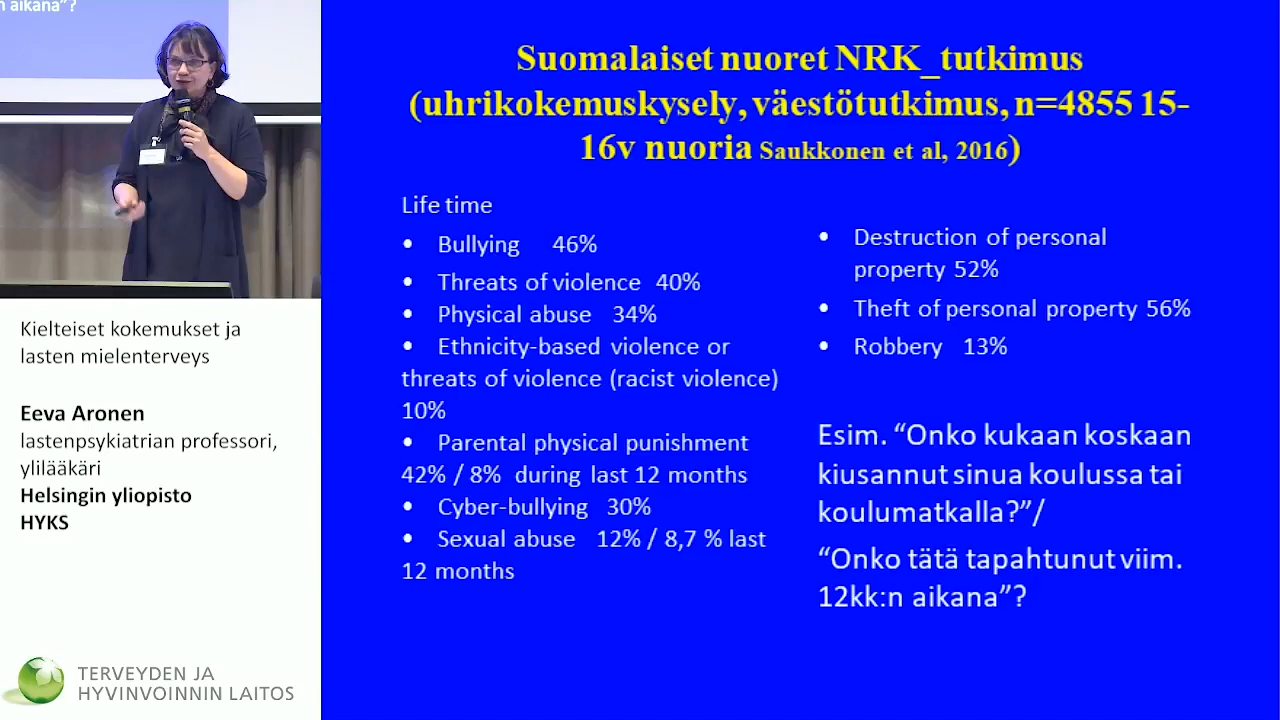 n aikana”?
Suomalaiset nuoret NRK_tutkimus
(uhrikokemuskysely, väestötutkimus, n=4855 15-
16v nuoria Saukkonen et al, 2016)
Life time
• Bullying 46%
• Threats of violence 40%
• Physical abuse 34%
• Ethnicity-based violence or
threats of violence (racist violence)
10%
• Parental physical punishment
42% / 8% during last 12 months
• Cyber-bullying 30%
• Sexual abuse 12% / 8,7 % last
12 months
• Destruction of personal
property 52%
• Theft of personal property 56%
• Robbery 13%
Esim. “Onko kukaan koskaan
kiusannut sinua koulussa tai
koulumatkalla?”/
“Onko tätä tapahtunut viim.
12kk:n aikana”?
Kielteiset kokemukset ja
lasten mielenterveys
Eeva Aronen
lastenpsykiatrian professori,
ylilääkäri
Helsingin yliopisto
HYKS
TERVEYDEN JA
HYVINVOINNIN LAITOS